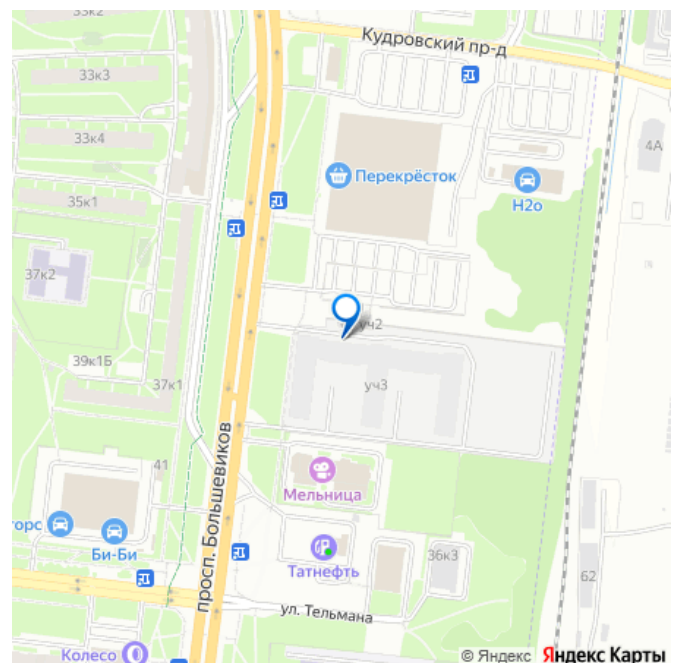 33к2
Кудровский пр-д
33к3
33к4
4А
Перекрёсток
35к1
Н2о
37к2
уч2
39к1Б
37к1
уч3
просп. Большевиков
41
Мельница
торс
Би-Би
Татнефть
36к3
62
ул. Тельмана
Колесо
© Яндекс Яндекс Карты